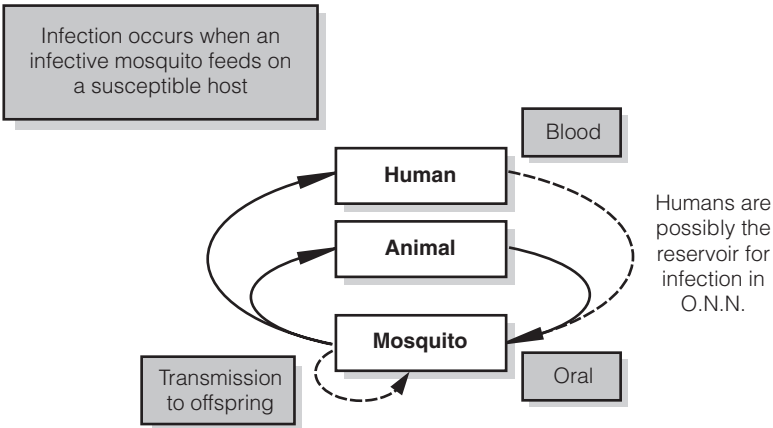 Infection occurs when an
infective mosquito feeds on
a susceptible host
Blood
Human
Humans are
possibly the
reservoir for
infection in
O.N.N.
Animal
Mosquito
Transmission
to offspring
Oral